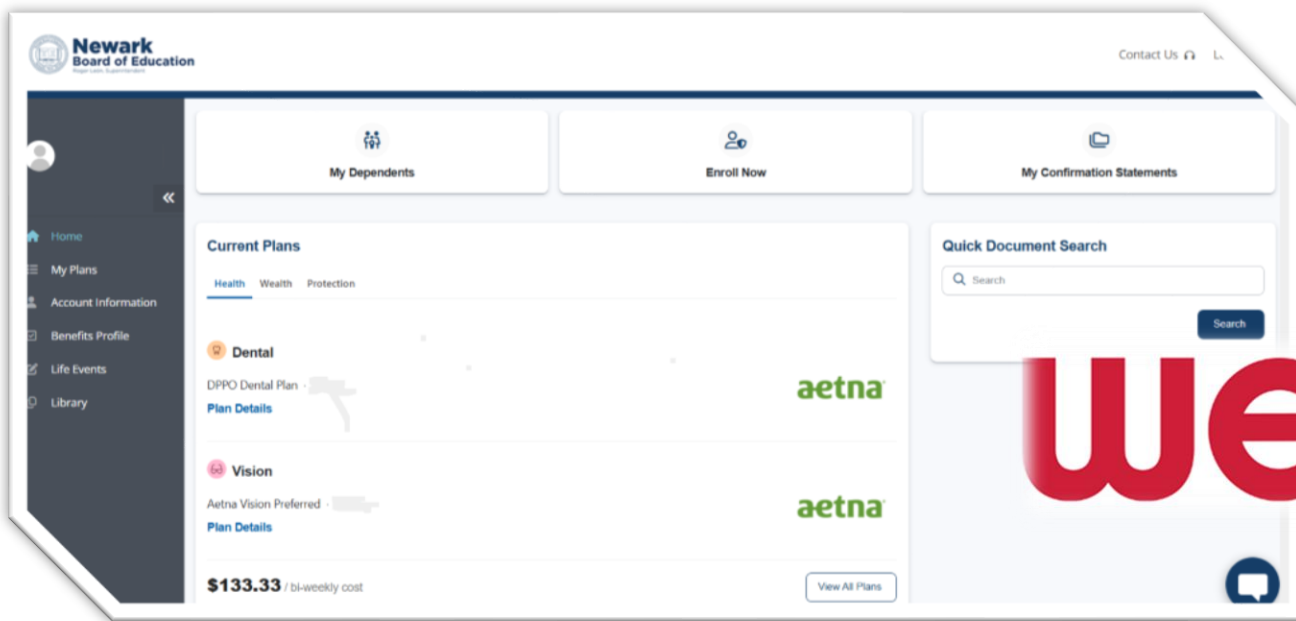 Newark
Board of Education
Contact Us
My Dependents
Enroll Now
My Confirmation Statements
Home
My Plans
Account Information
Benefits Profile
Life Events
Library
Current Plans
Health Wealth Protection
Dental
DPPO Dental Plan ·
Plan Details
aetna
Vision
Aetna Vision Preferred ·
Plan Details
aetna
$133.33 / bi-weekly cost
View All Plans
Quick Document Search
Search
Search
we